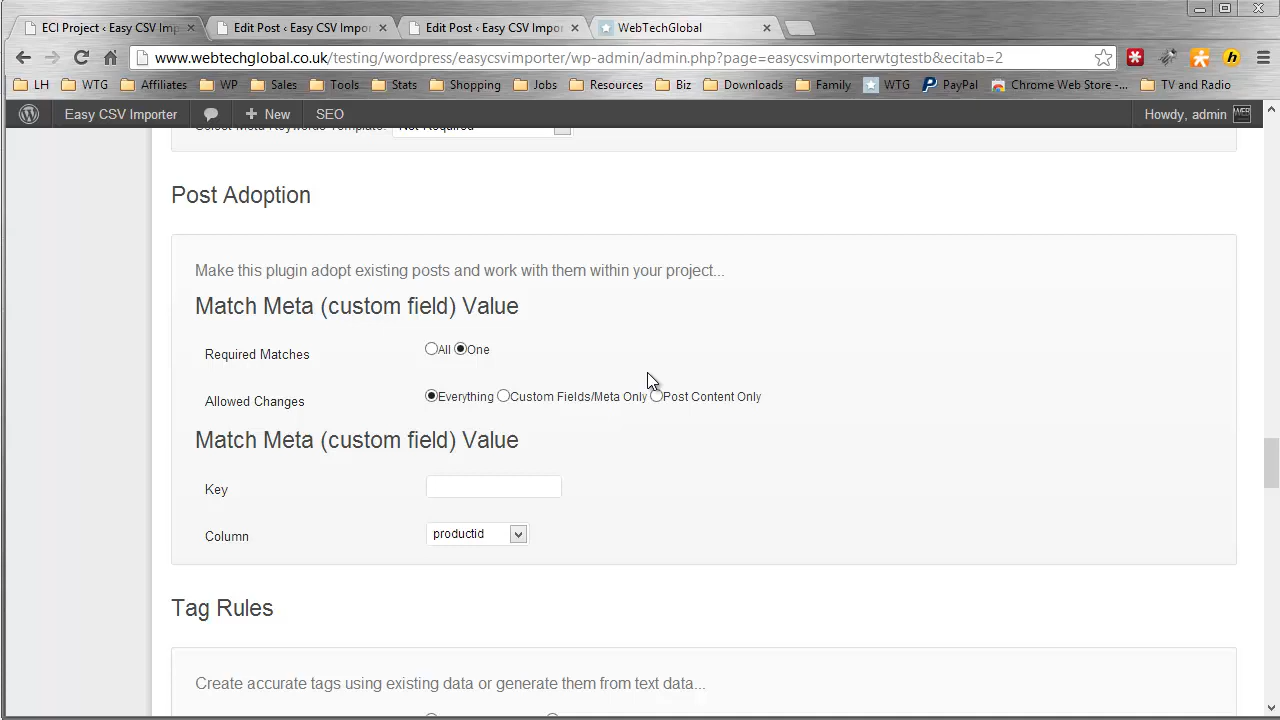 ECI Project · Easy CSV Imp
Edit Post · Easy CSV Impor
Edit Post · Easy CSV Impor
WebTechGlobal
www.webtechglobal.co.uk/testing/wordpress/easycsvimporter/wp-admin/admin.php?page=easycsvimporterwtgtestb&ecitab=2
LH WTG Affiliates WP Sales Tools Stats Shopping Jobs Resources Biz Downloads Family WTG PayPal Chrome Web Store -... TV and Radio
Easy CSV Importer New SEO Howdy, admin
Select Meta Keywords Template: Not Required
Post Adoption
Make this plugin adopt existing posts and work with them within your project...
Match Meta (custom field) Value
Required Matches All One
Allowed Changes Everything Custom Fields/Meta Only Post Content Only
Match Meta (custom field) Value
Key
Column productid
Tag Rules
Create accurate tags using existing data or generate them from text data...